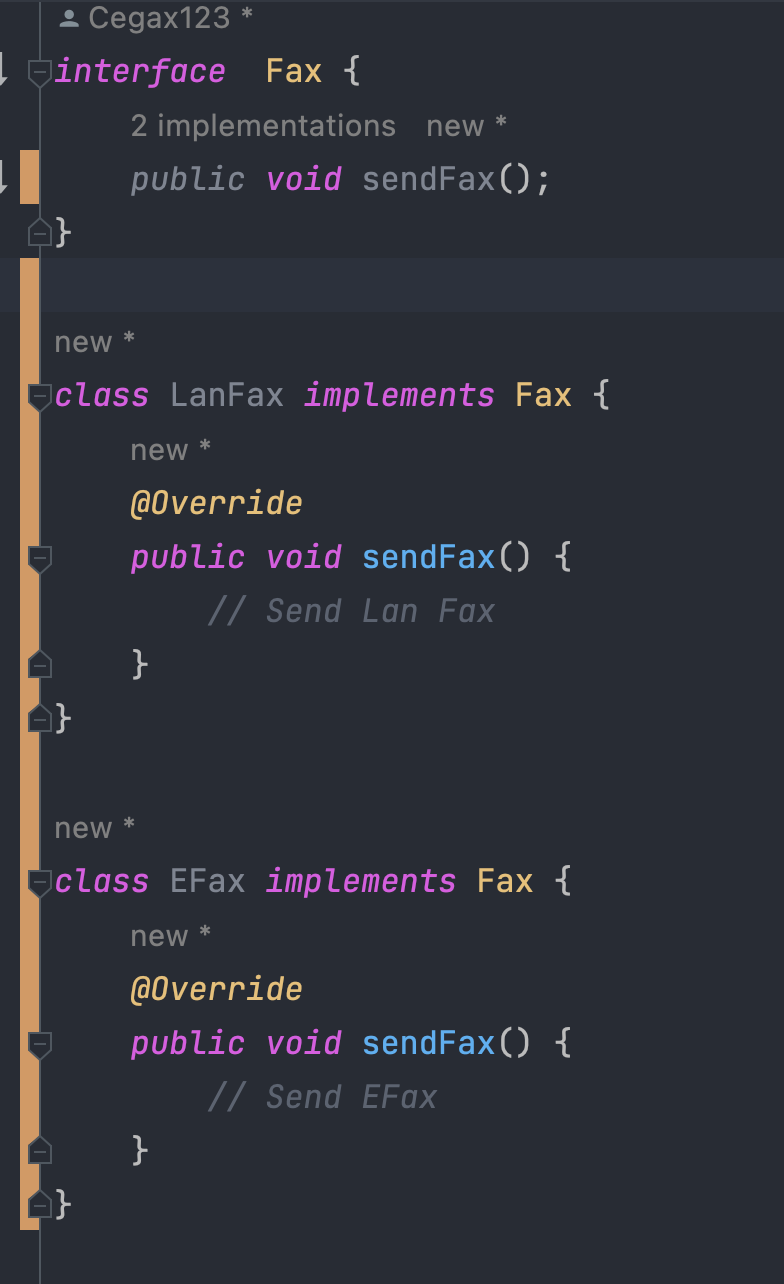 Cegax123 *
interface  Fax {
2 implementations   new *
public void sendFax();
}
new *
class LanFax implements Fax {
new *
@Override
public void sendFax() {
// Send Lan Fax
}
}
new *
class EFax implements Fax {
new *
@Override
public void sendFax() {
// Send EFax
}
}